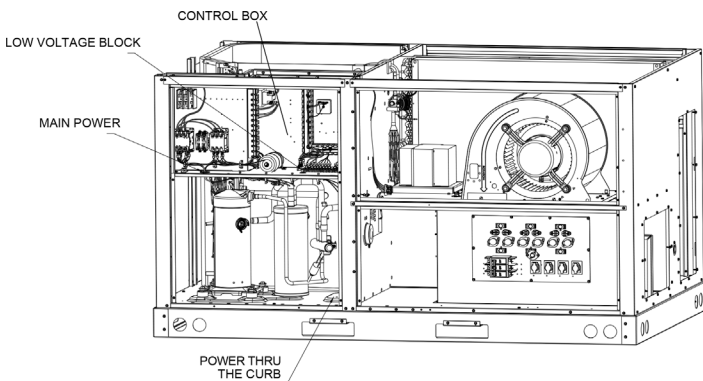 CONTROL BOX
LOW VOLTAGE BLOCK
MAIN POWER
POWER THRU
THE CURB